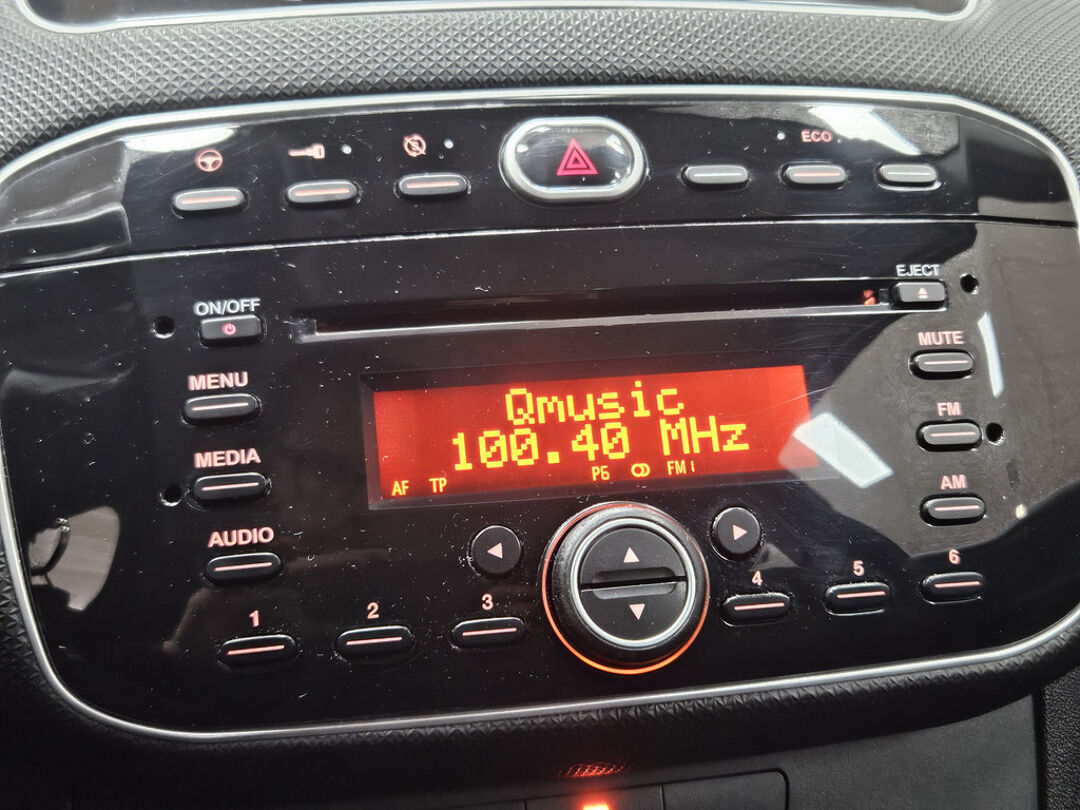 ECO
EJECT
ON/OFF
MUTE
MENU
FM
MEDIA
AM
AUDIO
Qmusic
100.40 MHz
AF TP P6 FM1
1 2 3 4 5 6